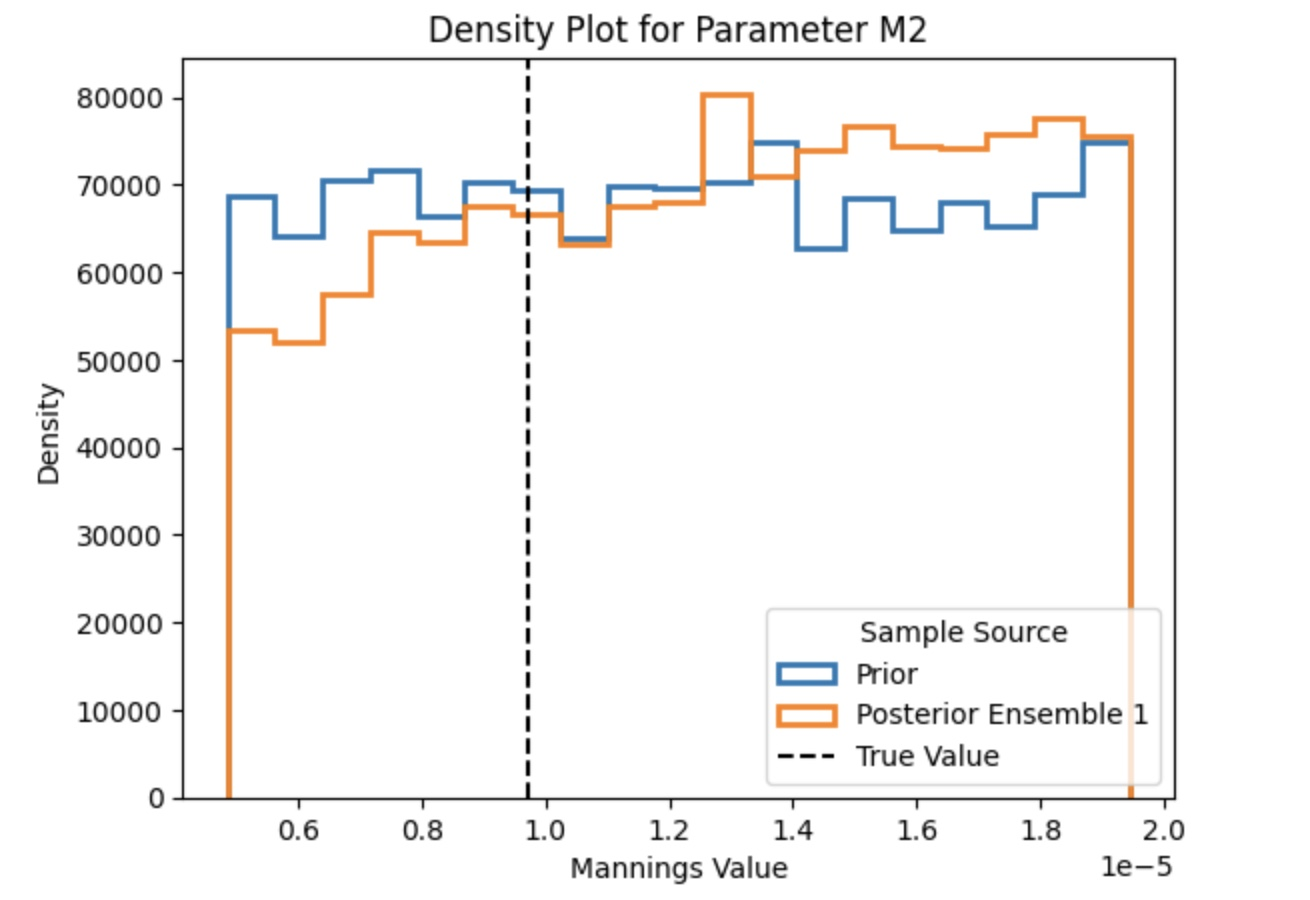 Density Plot for Parameter M2
80000
70000
60000
50000
40000
30000
20000
10000
0
Density
Sample Source
Prior
Posterior Ensemble 1
True Value
0.6 0.8 1.0 1.2 1.4 1.6 1.8 2.0
1e−5
Mannings Value